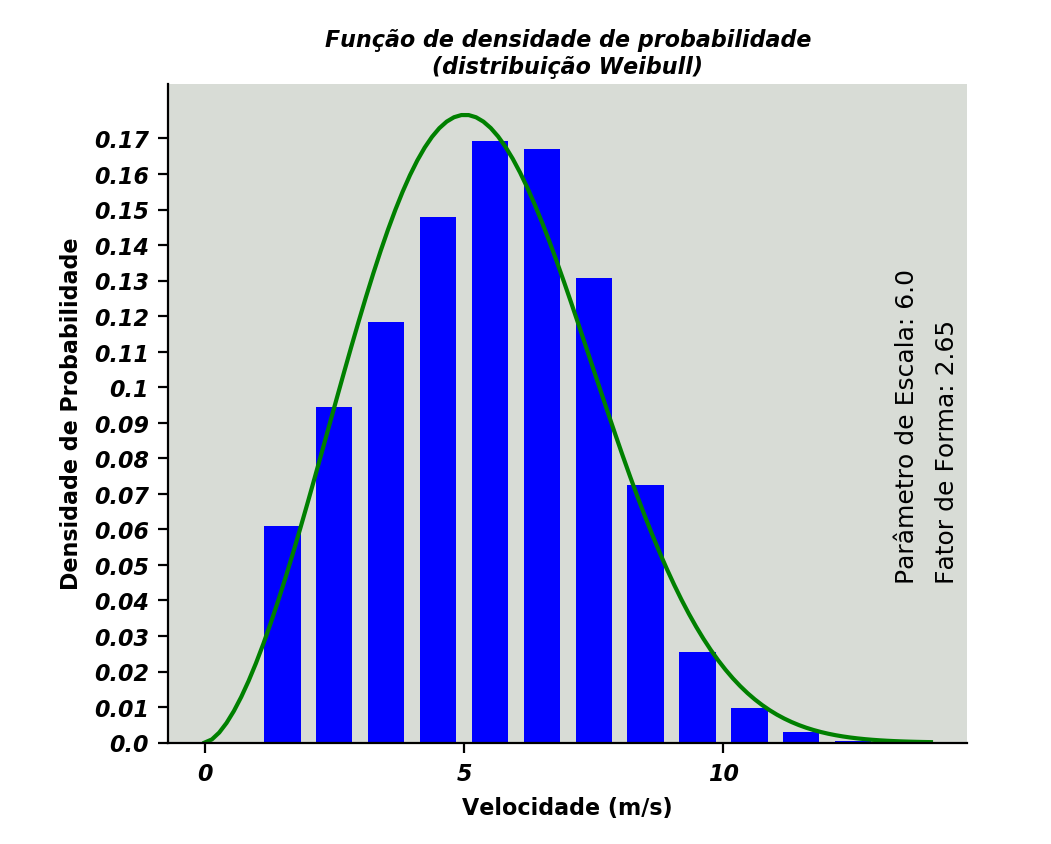 Função de densidade de probabilidade
(distribuição Weibull)
Densidade de Probabilidade
0.17
0.16
0.15
0.14
0.13
0.12
0.11
0.1
0.09
0.08
0.07
0.06
0.05
0.04
0.03
0.02
0.01
0.0
Parâmetro de Escala: 6.0
Fator de Forma: 2.65
0 5 10
Velocidade (m/s)